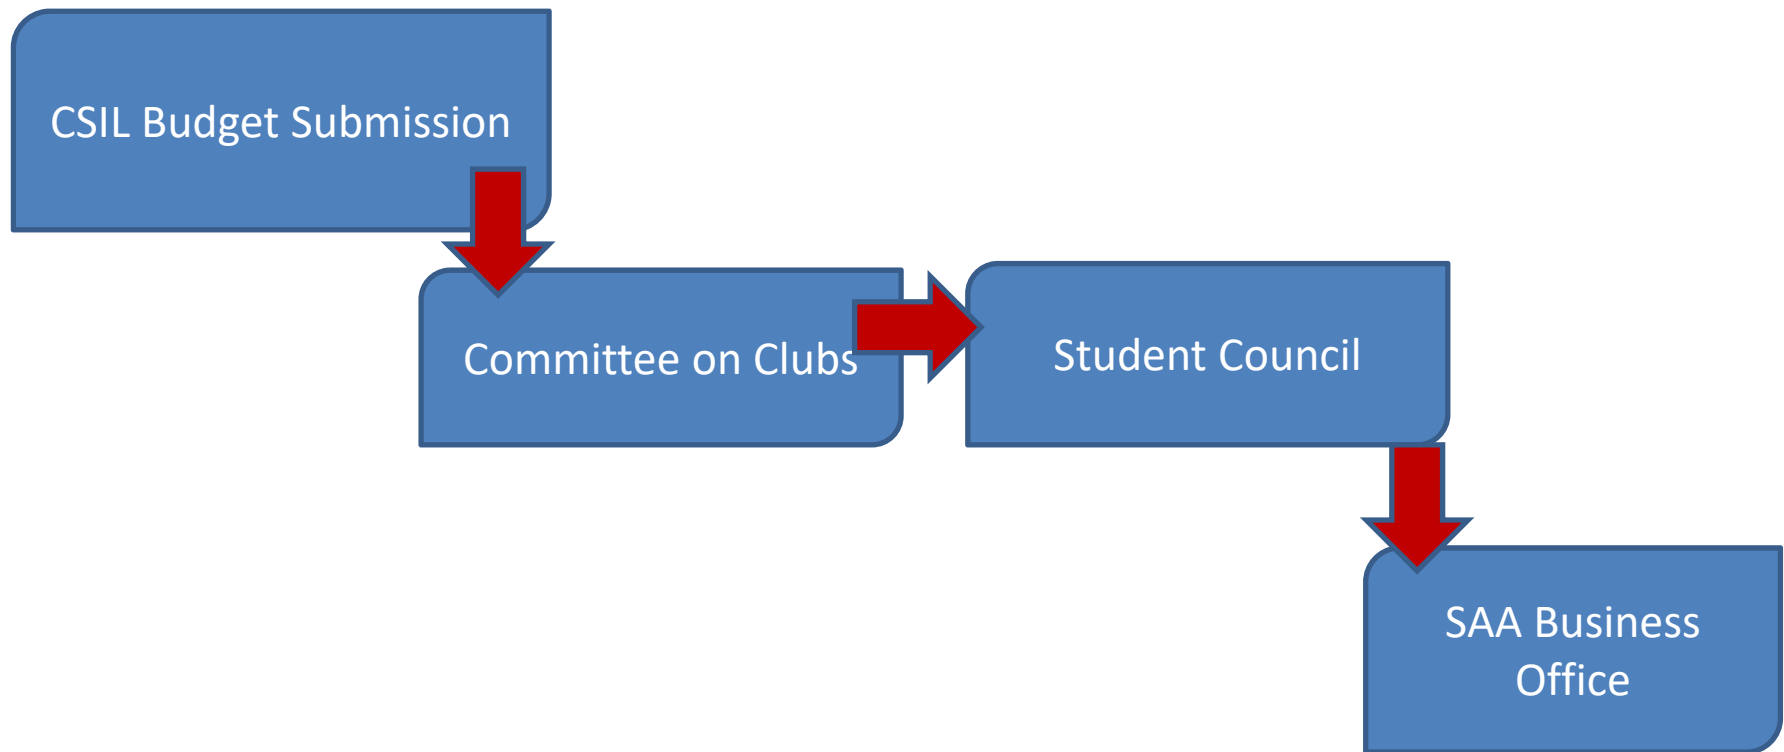 CSIL Budget Submission
Committee on Clubs
Student Council
SAA Business
Office